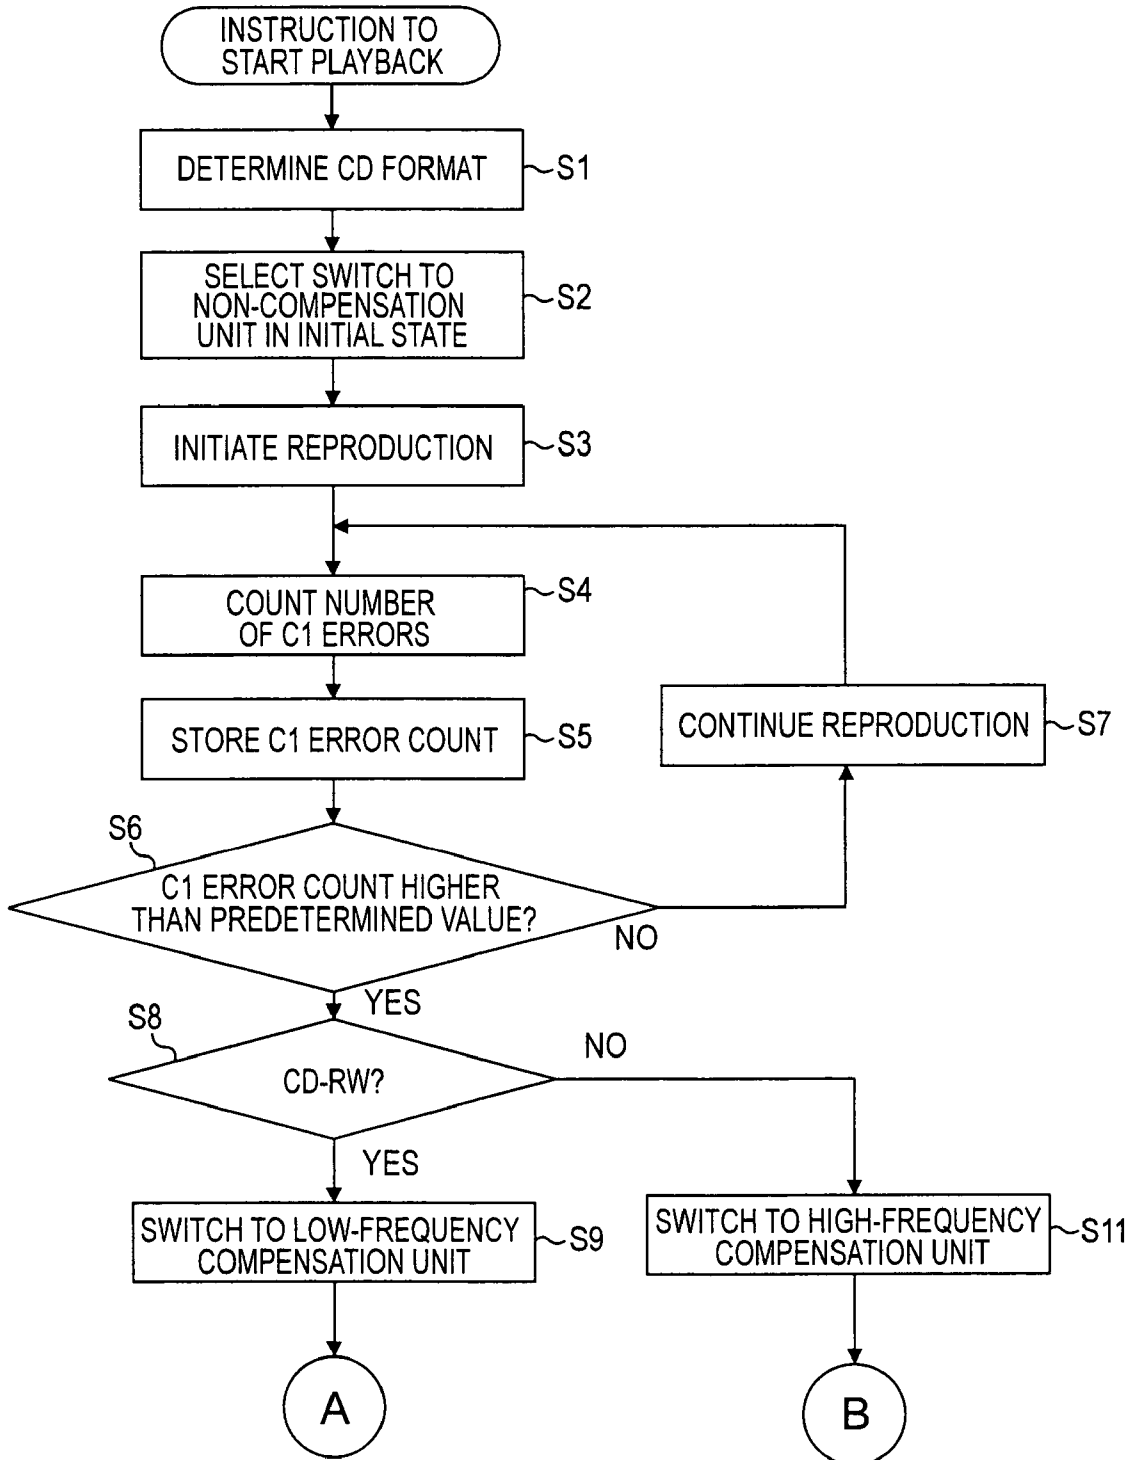 INSTRUCTION TO
START PLAYBACK
DETERMINE CD FORMAT
S1
SELECT SWITCH TO
NON-COMPENSATION
UNIT IN INITIAL STATE
S2
INITIATE REPRODUCTION
S3
COUNT NUMBER
OF C1 ERRORS
S4
STORE C1 ERROR COUNT
S5
CONTINUE REPRODUCTION
S7
S6
C1 ERROR COUNT HIGHER
THAN PREDETERMINED VALUE?
NO
YES
S8
CD-RW?
NO
YES
SWITCH TO LOW-FREQUENCY
COMPENSATION UNIT
S9
SWITCH TO HIGH-FREQUENCY
COMPENSATION UNIT
S11
A
B